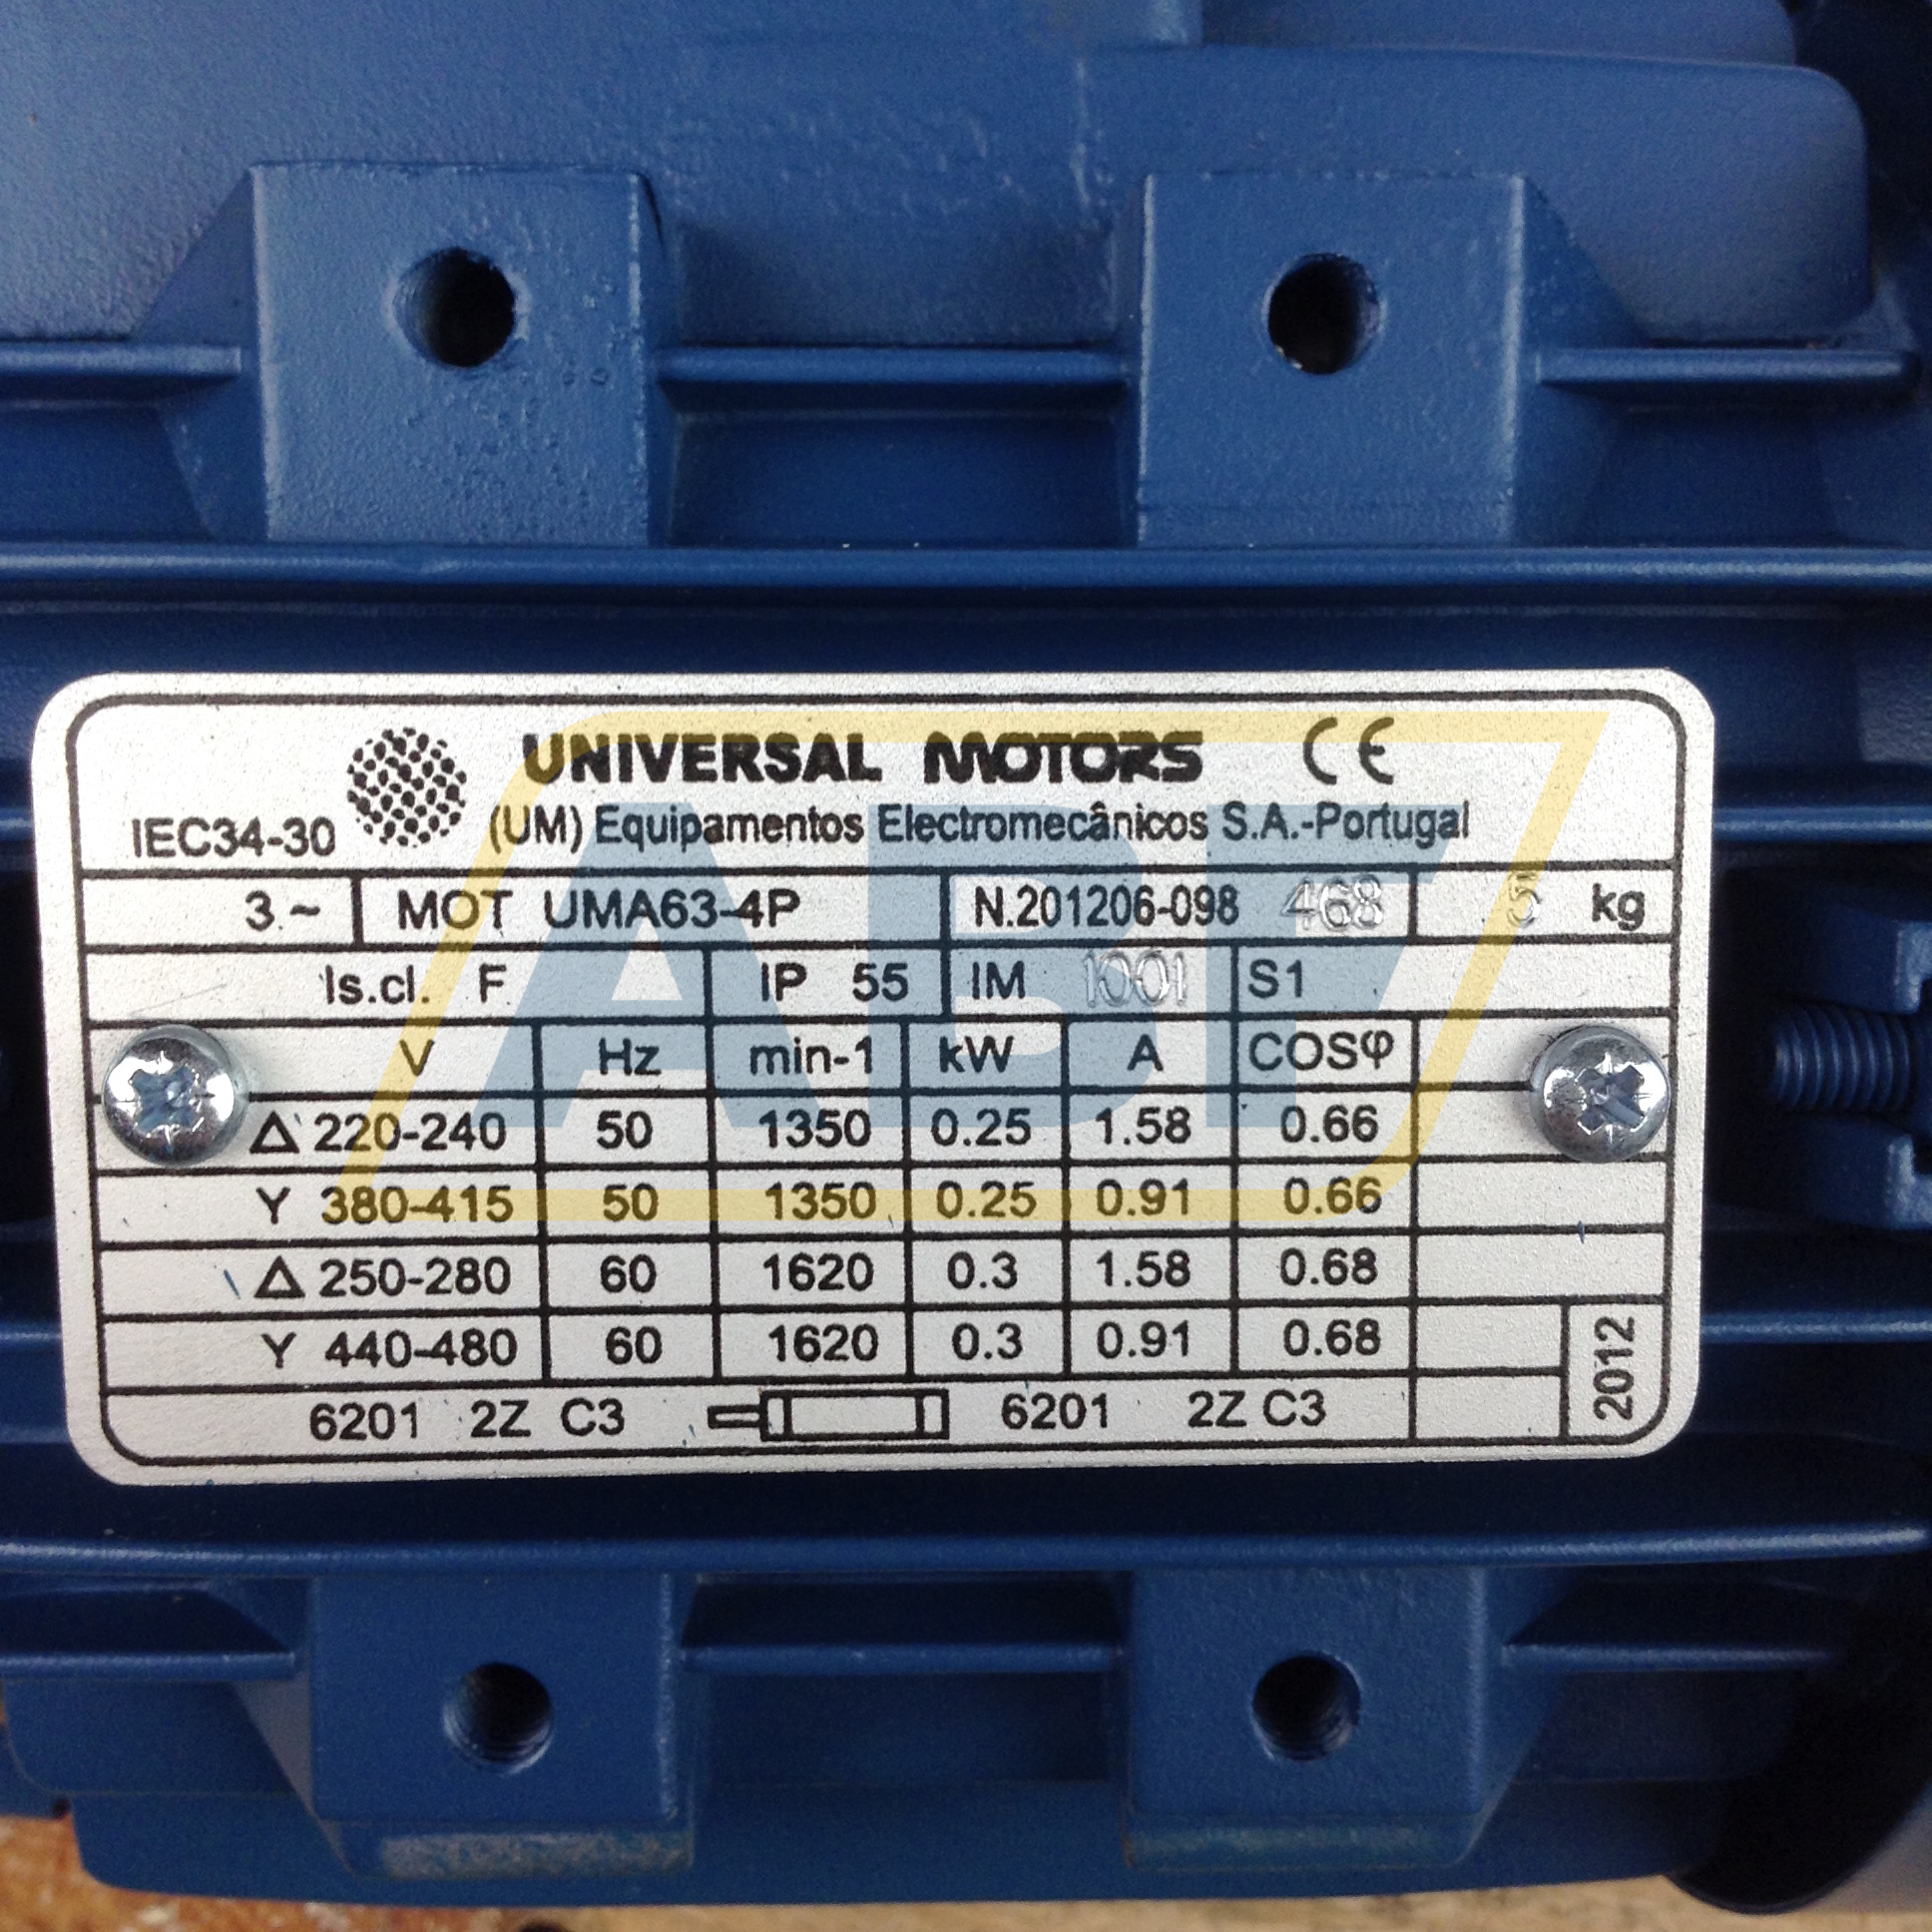 UNIVERSAL MOTORS CE
IEC34-30 (UM) Equipamentos Electromecânicos S.A.-Portugal
3~ MOT UMA63-4P N.201206-098 468 5 kg
Is.cl. F IP 55 IM 1001 S1
V Hz min-1 kW A COSφ
Δ 220-240 50 1350 0.25 1.58 0.66
Y 380-415 50 1350 0.25 0.91 0.66
Δ 250-280 60 1620 0.3 1.58 0.68
Y 440-480 60 1620 0.3 0.91 0.68
6201 2Z C3 6201 2Z C3
2012
ABF